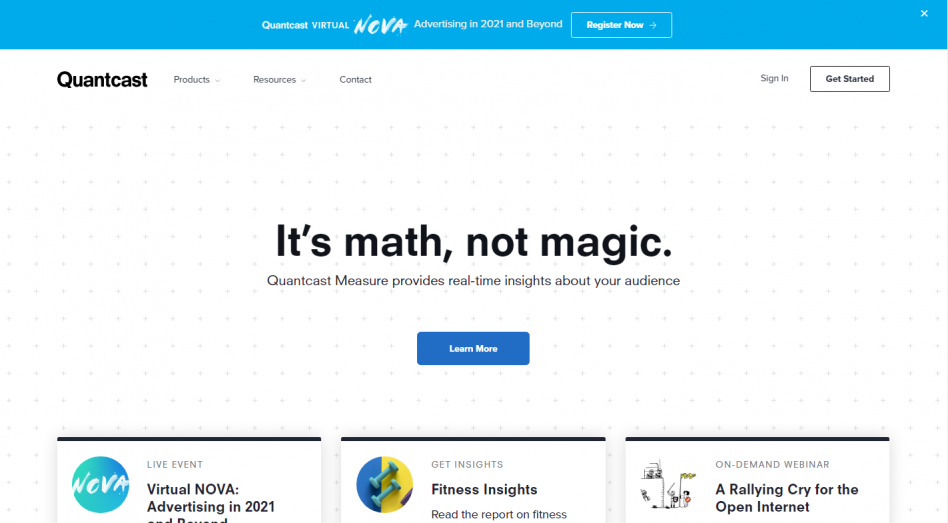 Quantcast VIRTUAL NOVA Advertising in 2021 and Beyond Register Now →
×
Quantcast Products Resources Contact Sign In Get Started
It's math, not magic.
Quantcast Measure provides real-time insights about your audience
Learn More
NOVA
LIVE EVENT
Virtual NOVA:
Advertising in 2021
and Beyond
GET INSIGHTS
Fitness Insights
Read the report on fitness
ON-DEMAND WEBINAR
A Rallying Cry for the
Open Internet